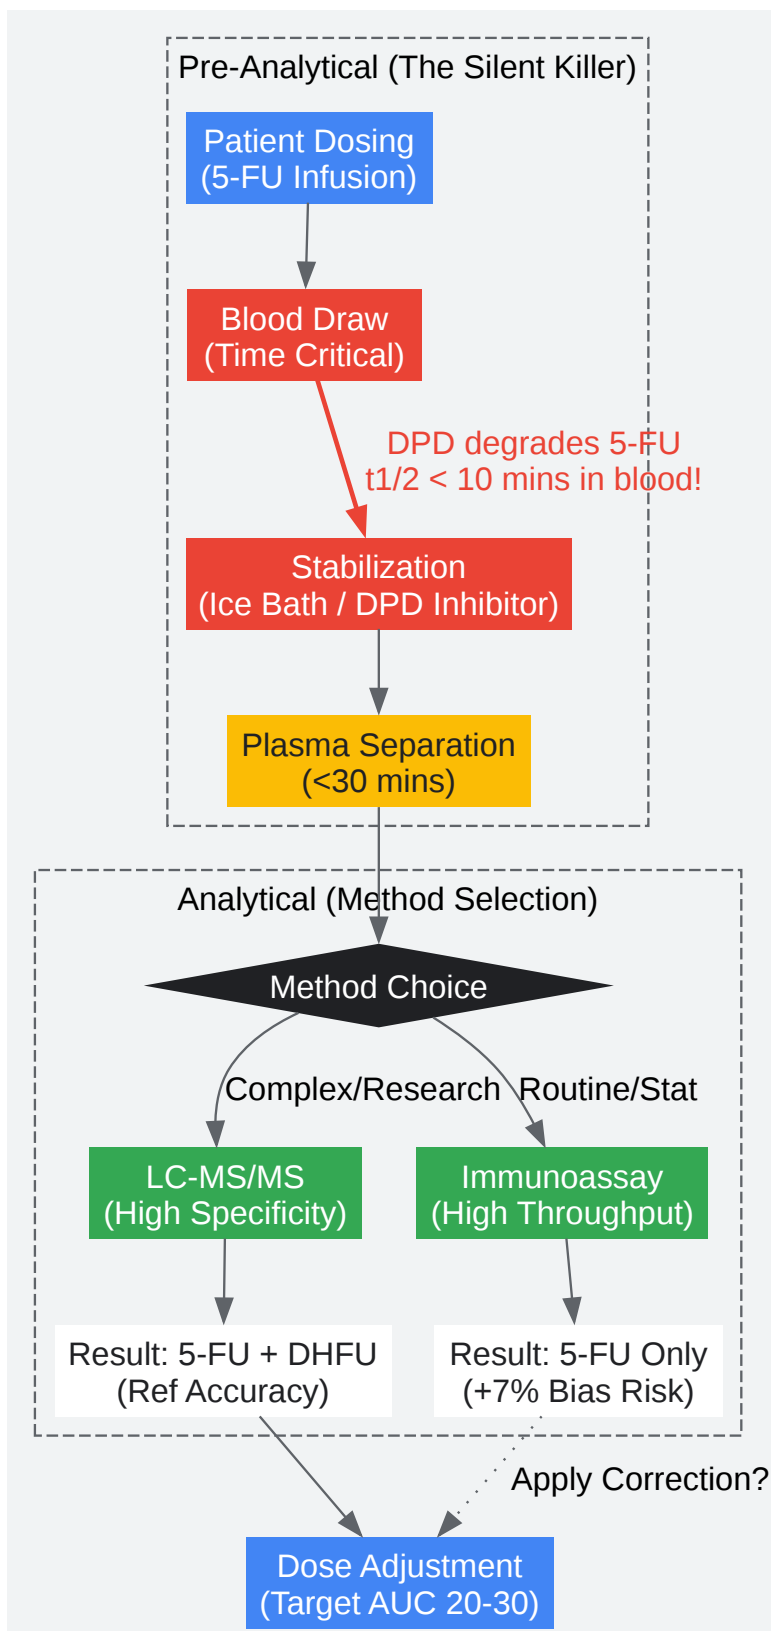 Pre-Analytical (The Silent Killer)
Patient Dosing
(5-FU Infusion)
Blood Draw
(Time Critical)
DPD degrades 5-FU
t1/2 < 10 mins in blood!
Stabilization
(Ice Bath / DPD Inhibitor)
Plasma Separation
(<30 mins)
Analytical (Method Selection)
Method Choice
Complex/Research
Routine/Stat
LC-MS/MS
(High Specificity)
Immunoassay
(High Throughput)
Result: 5-FU + DHFU
(Ref Accuracy)
Result: 5-FU Only
(+7% Bias Risk)
Apply Correction?
Dose Adjustment
(Target AUC 20-30)